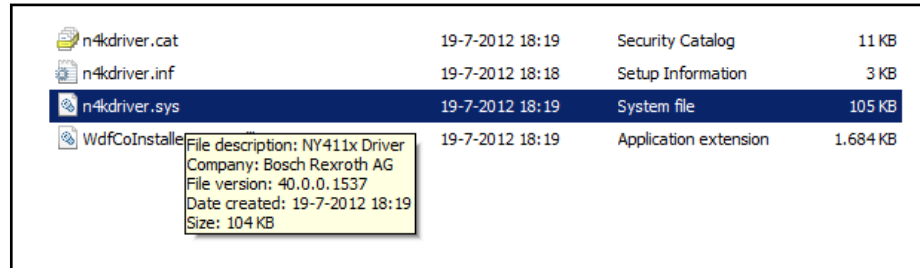 n4kdriver.cat 19-7-2012 18:19 Security Catalog 11 KB
n4kdriver.inf 19-7-2012 18:18 Setup Information 3 KB
n4kdriver.sys 19-7-2012 18:19 System file 105 KB
WdfCoInstalle 19-7-2012 18:19 Application extension 1.684 KB
File description: NY411x Driver
Company: Bosch Rexroth AG
File version: 40.0.0.1537
Date created: 19-7-2012 18:19
Size: 104 KB